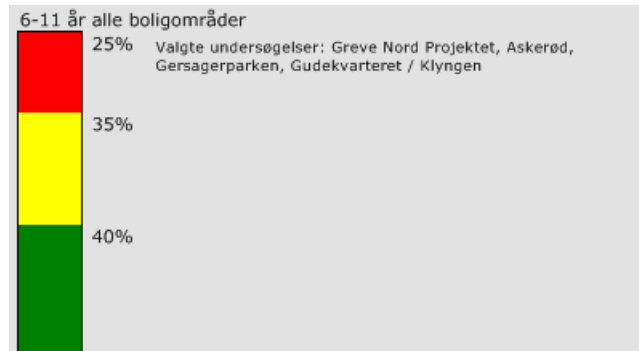 6-11 år alle boligområder
25%
Valgte undersøgelser: Greve Nord Projektet, Askerød,
Gersagerparken, Gudekvarteret / Klyngen
35%
40%